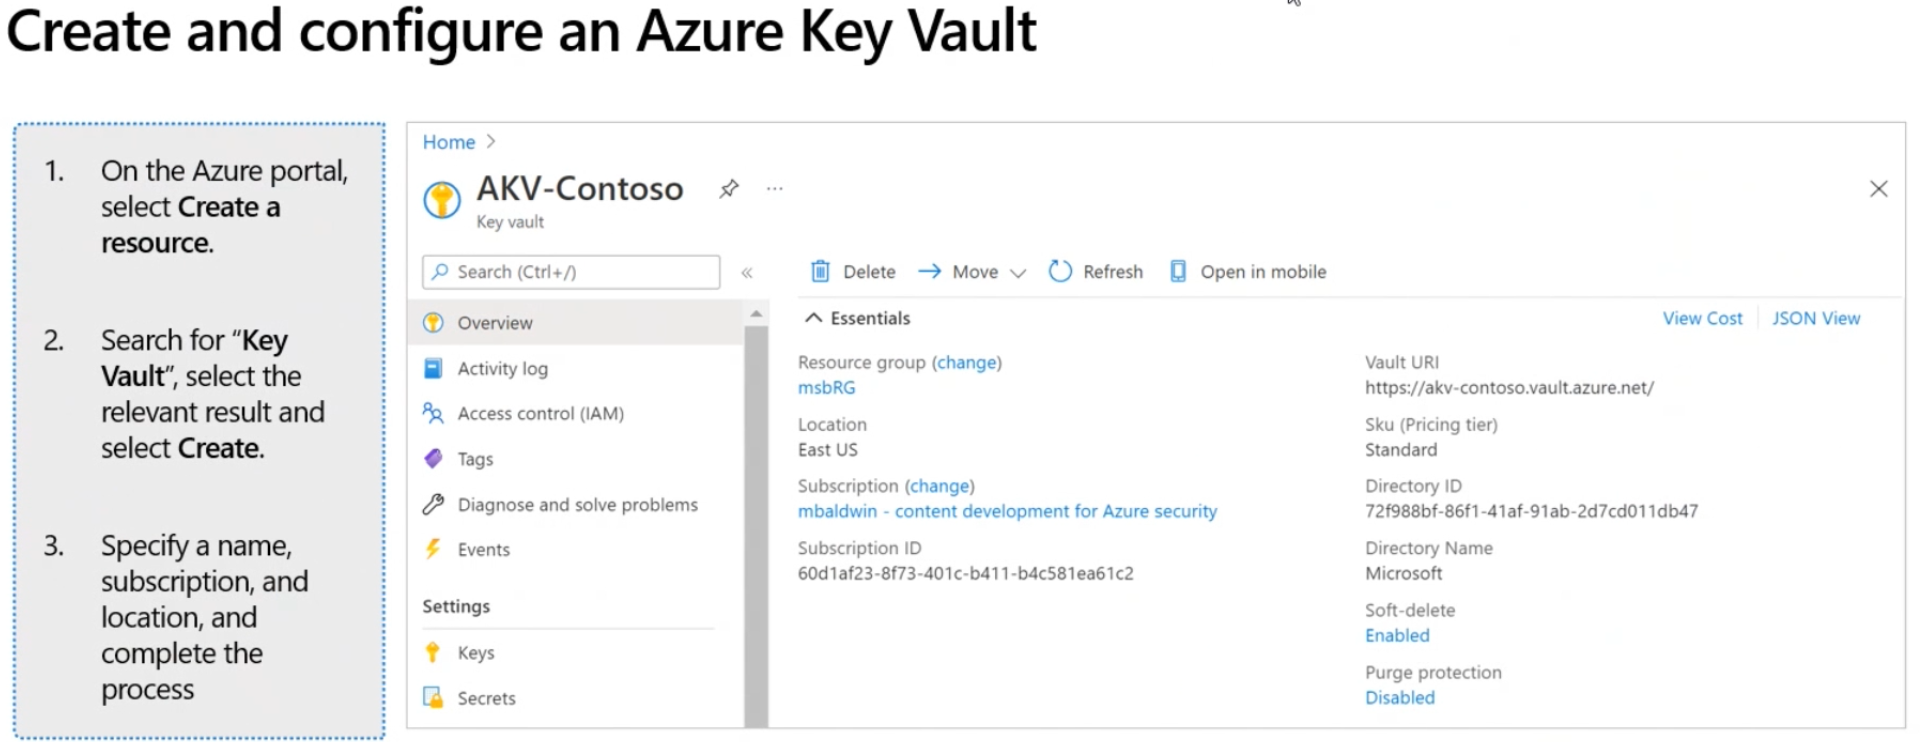 Create and configure an Azure Key Vault
1. On the Azure portal,
select Create a
resource.
2. Search for “Key
Vault”, select the
relevant result and
select Create.
3. Specify a name,
subscription, and
location, and
complete the
process
Home >
AKV-Contoso
...
Key vault
Search (Ctrl+/)
«
Overview
Activity log
Access control (IAM)
Tags
Diagnose and solve problems
Events
Settings
Keys
Secrets
Delete Move Refresh Open in mobile
Essentials
View Cost JSON View
Resource group (change)
msbRG
Location
East US
Subscription (change)
mbaldwin - content development for Azure security
Subscription ID
60d1af23-8f73-401c-b411-b4c581ea61c2
Vault URI
https://akv-contoso.vault.azure.net/
Sku (Pricing tier)
Standard
Directory ID
72f988bf-86f1-41af-91ab-2d7cd011db47
Directory Name
Microsoft
Soft-delete
Enabled
Purge protection
Disabled